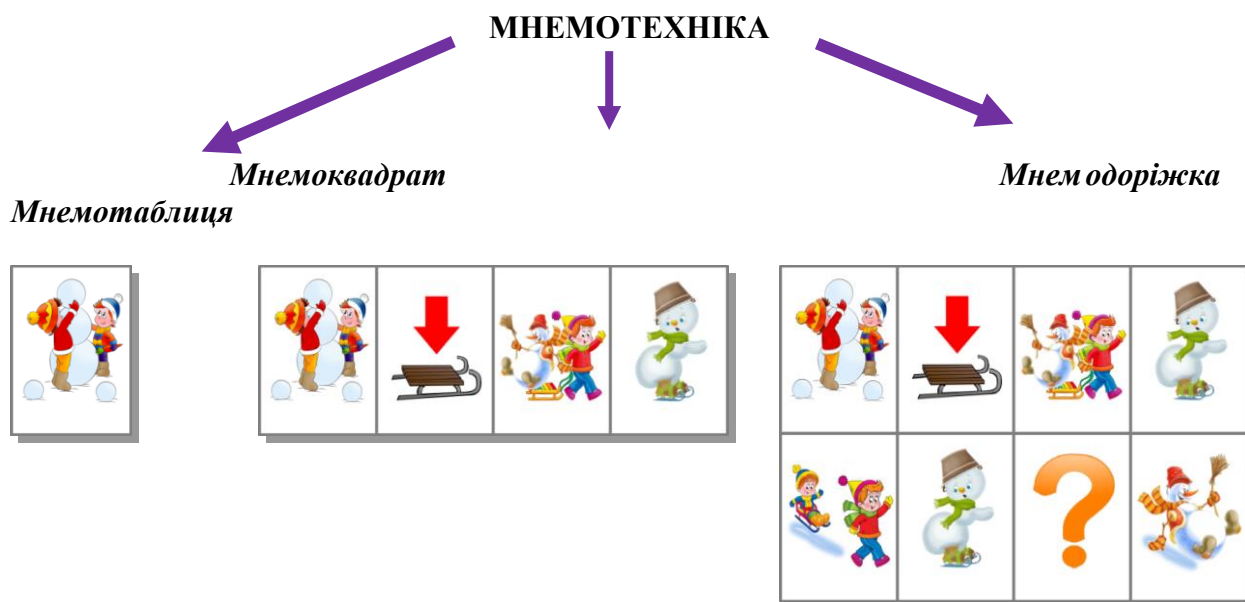 МНЕМОТЕХНІКА
Мнемоквадрат Мнем одоріжка
Мнемотаблиця
?